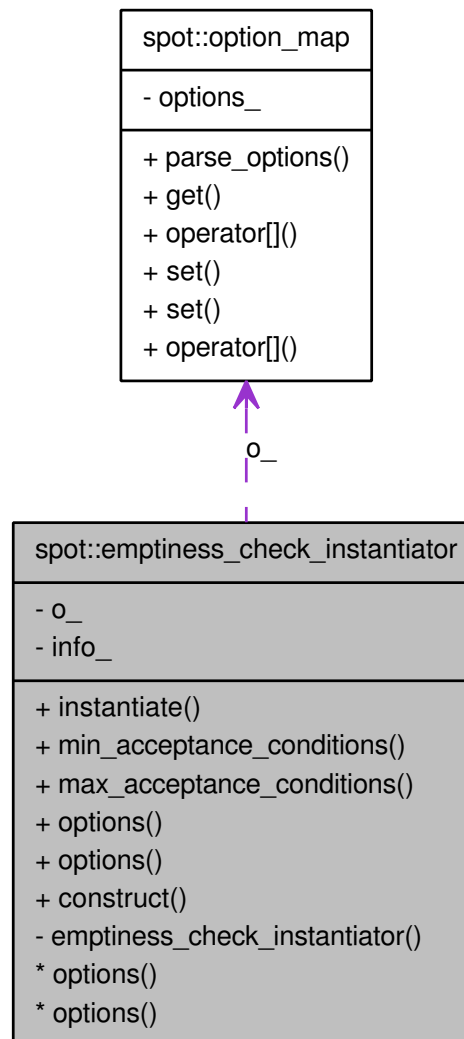 spot::option_map
- options_
+ parse_options()
+ get()
+ operator[]()
+ set()
+ set()
+ operator[]()
o_
spot::emptiness_check_instantiator
- o_
- info_
+ instantiate()
+ min_acceptance_conditions()
+ max_acceptance_conditions()
+ options()
+ options()
+ construct()
- emptiness_check_instantiator()
* options()
* options()